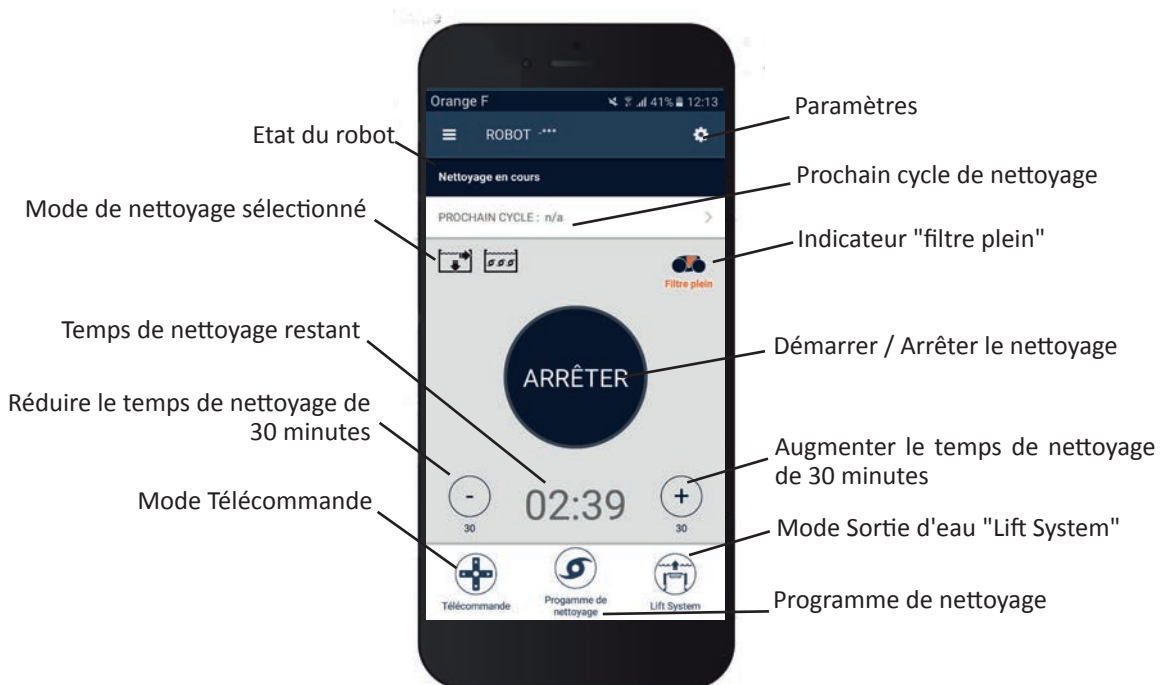 Orange F 41% 12:13
ROBOT -***
Nettoyage en cours
PROCHAIN CYCLE : n/a
Filtre plein
ARRÊTER
- 02:39 +
30 30
Télécommande
Progamme de
nettoyage
Lift System
Etat du robot
Mode de nettoyage sélectionné
Temps de nettoyage restant
Réduire le temps de nettoyage de
30 minutes
Mode Télécommande
Paramètres
Prochain cycle de nettoyage
Indicateur "filtre plein"
Démarrer / Arrêter le nettoyage
Augmenter le temps de nettoyage
de 30 minutes
Mode Sortie d'eau "Lift System"
Programme de nettoyage